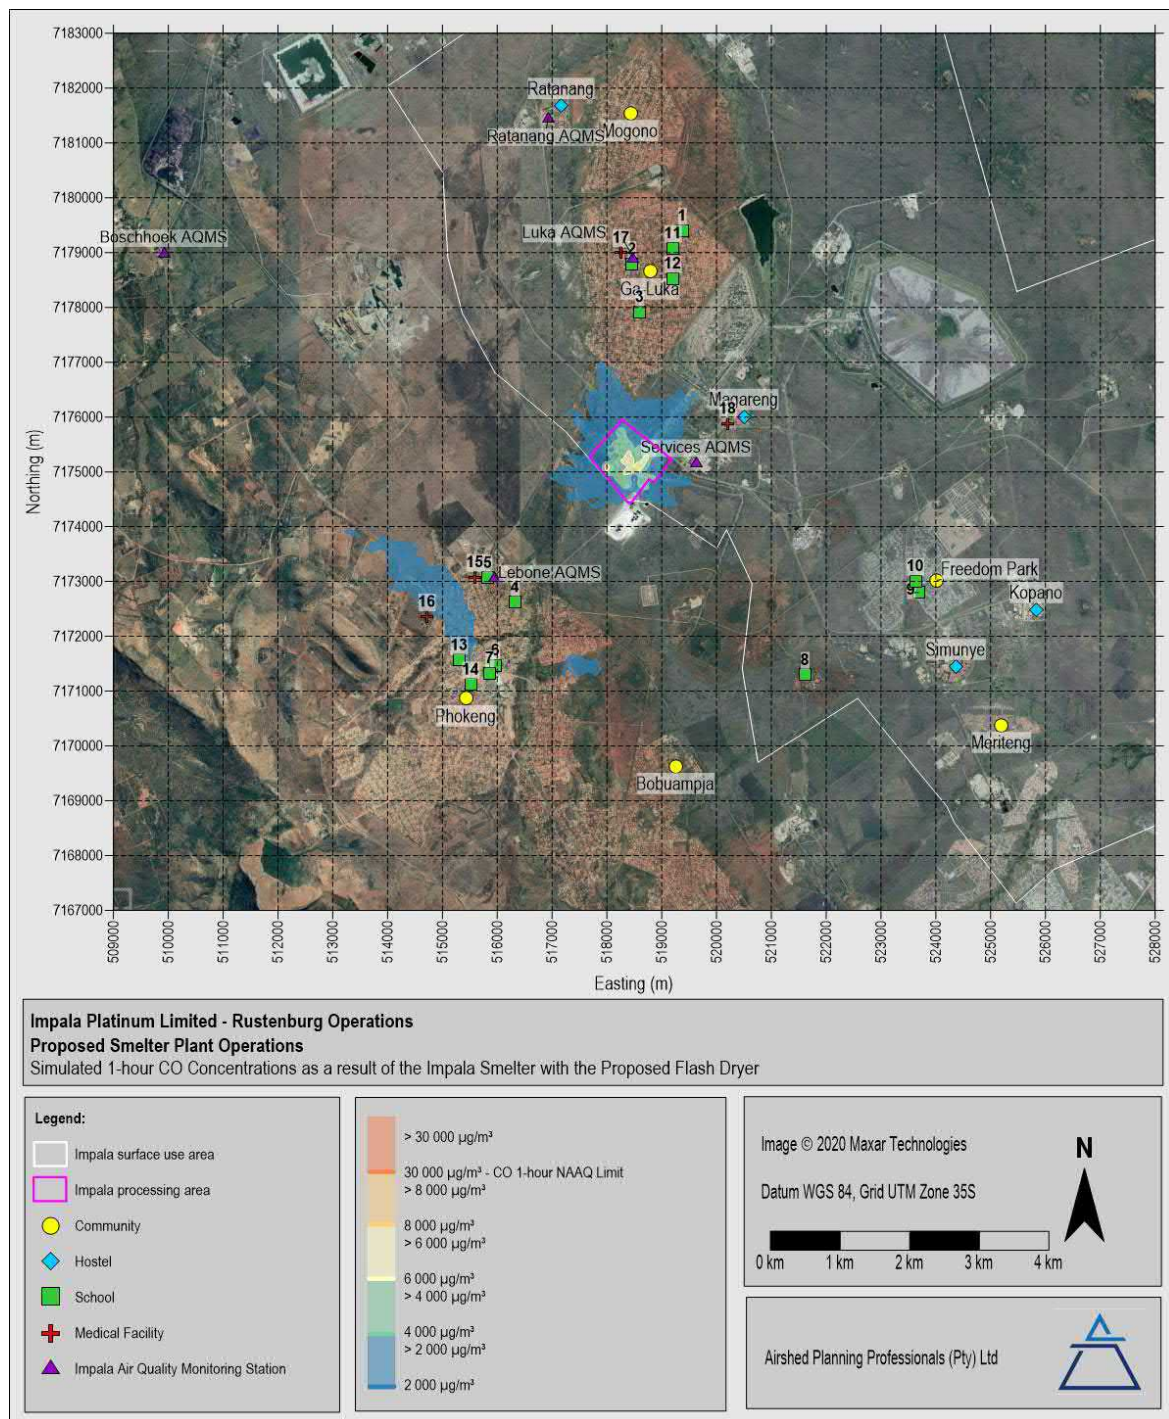 7183000
7182000
7181000
7180000
7179000
7178000
7177000
7176000
7175000
7174000
7173000
7172000
7171000
7170000
7169000
7168000
7167000
Northing (m)
Ratanang
Ratanang AQMS
Mogono
Boschhoek AQMS
Luka AQMS
1
17
2
11
12
Ga-Luka
3
Magareng
18
Services AQMS
155
Lebone AQMS
4
16
13
6
7
14
Phokeng
10
9
Freedom Park
Kopano
8
Simunye
Meriteng
Bobuampja
509000
510000
511000
512000
513000
514000
515000
516000
517000
518000
519000
520000
521000
522000
523000
524000
525000
526000
527000
528000
Easting (m)
Impala Platinum Limited - Rustenburg Operations
Proposed Smelter Plant Operations
Simulated 1-hour CO Concentrations as a result of the Impala Smelter with the Proposed Flash Dryer
Legend:
Impala surface use area
Impala processing area
Community
Hostel
School
Medical Facility
Impala Air Quality Monitoring Station
> 30 000 µg/m³
30 000 µg/m³ - CO 1-hour NAAQ Limit
> 8 000 µg/m³
8 000 µg/m³
> 6 000 µg/m³
6 000 µg/m³
> 4 000 µg/m³
4 000 µg/m³
> 2 000 µg/m³
2 000 µg/m³
Image © 2020 Maxar Technologies
Datum WGS 84, Grid UTM Zone 35S
N
0 km 1 km 2 km 3 km 4 km
Airshed Planning Professionals (Pty) Ltd